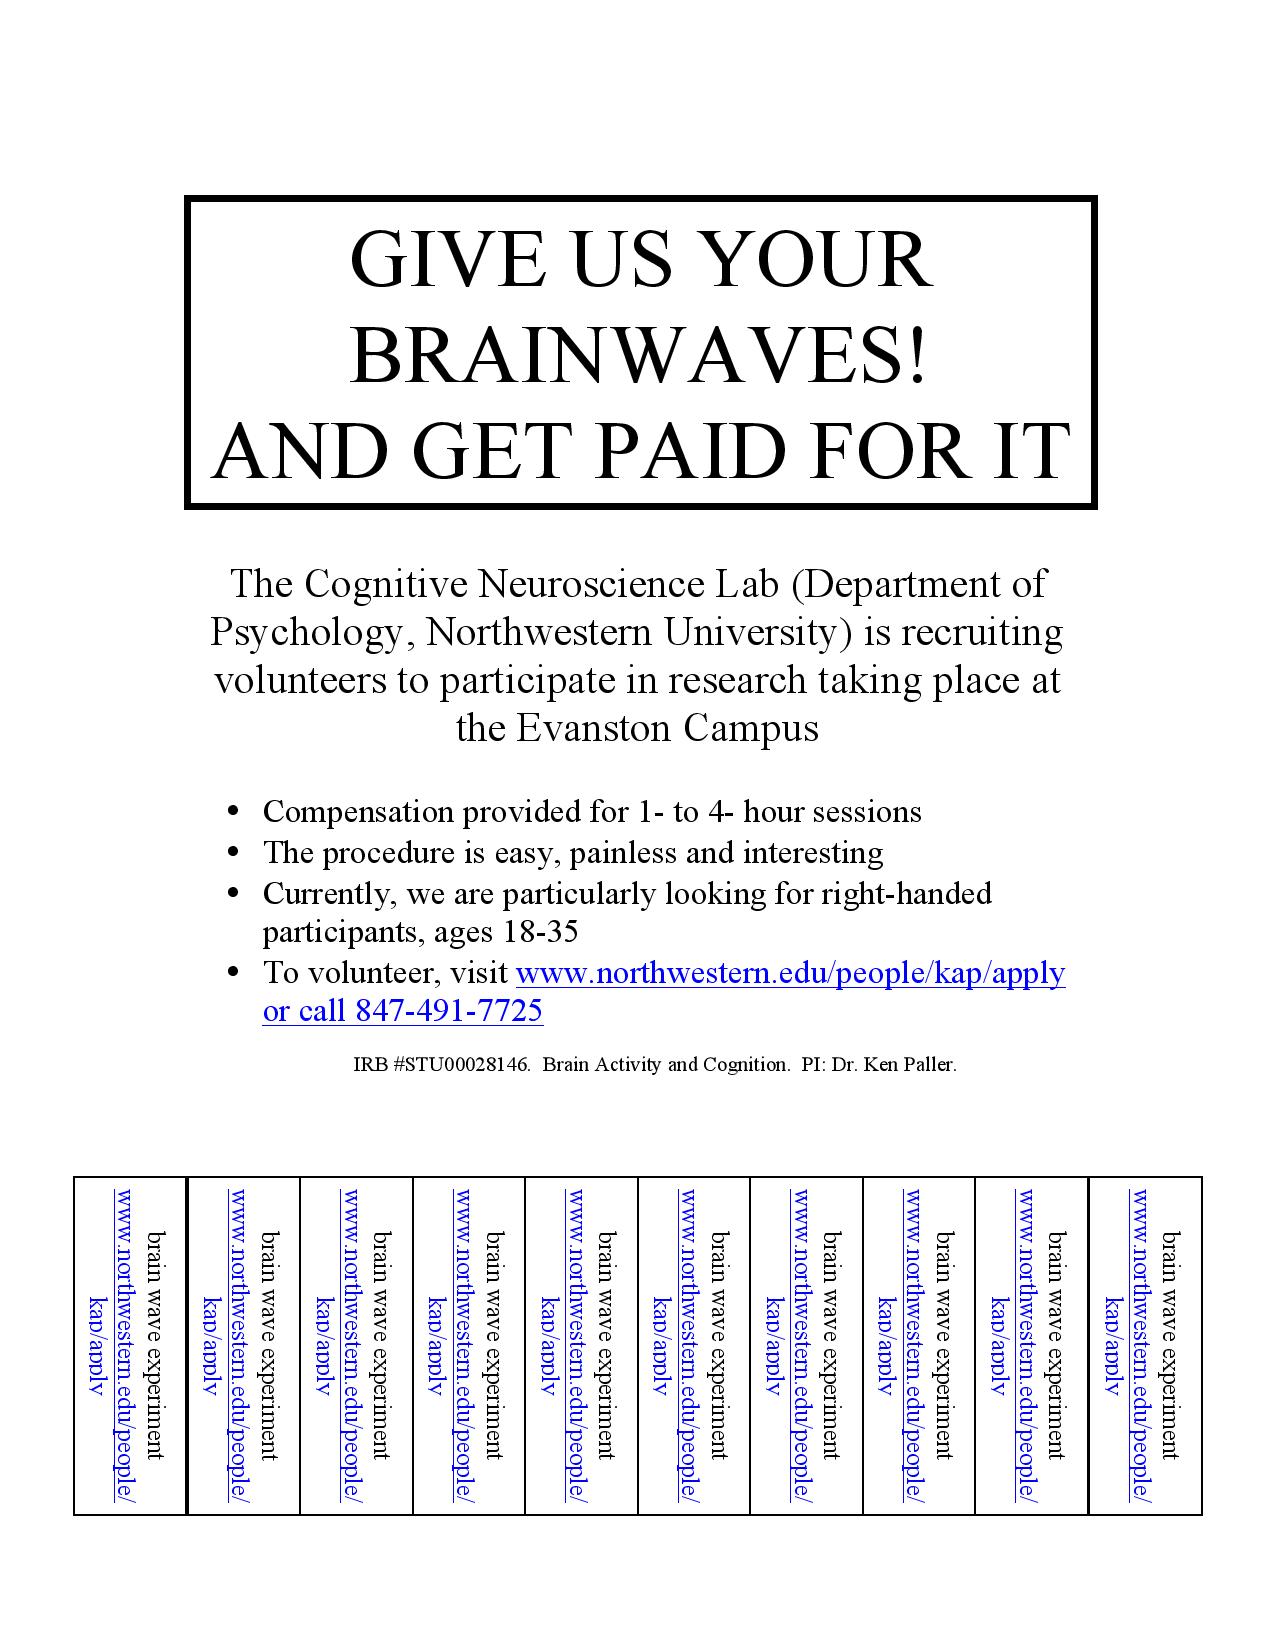 GIVE US YOUR
BRAINWAVES!
AND GET PAID FOR IT
The Cognitive Neuroscience Lab (Department of
Psychology, Northwestern University) is recruiting
volunteers to participate in research taking place at
the Evanston Campus
• Compensation provided for 1- to 4- hour sessions
• The procedure is easy, painless and interesting
• Currently, we are particularly looking for right-handed
participants, ages 18-35
• To volunteer, visit www.northwestern.edu/people/kap/apply
or call 847-491-7725
IRB #STU00028146.  Brain Activity and Cognition.  PI: Dr. Ken Paller.
brain wave experiment
www.northwestern.edu/people/
kap/apply
brain wave experiment
www.northwestern.edu/people/
kap/apply
brain wave experiment
www.northwestern.edu/people/
kap/apply
brain wave experiment
www.northwestern.edu/people/
kap/apply
brain wave experiment
www.northwestern.edu/people/
kap/apply
brain wave experiment
www.northwestern.edu/people/
kap/apply
brain wave experiment
www.northwestern.edu/people/
kap/apply
brain wave experiment
www.northwestern.edu/people/
kap/apply
brain wave experiment
www.northwestern.edu/people/
kap/apply
brain wave experiment
www.northwestern.edu/people/
kap/apply